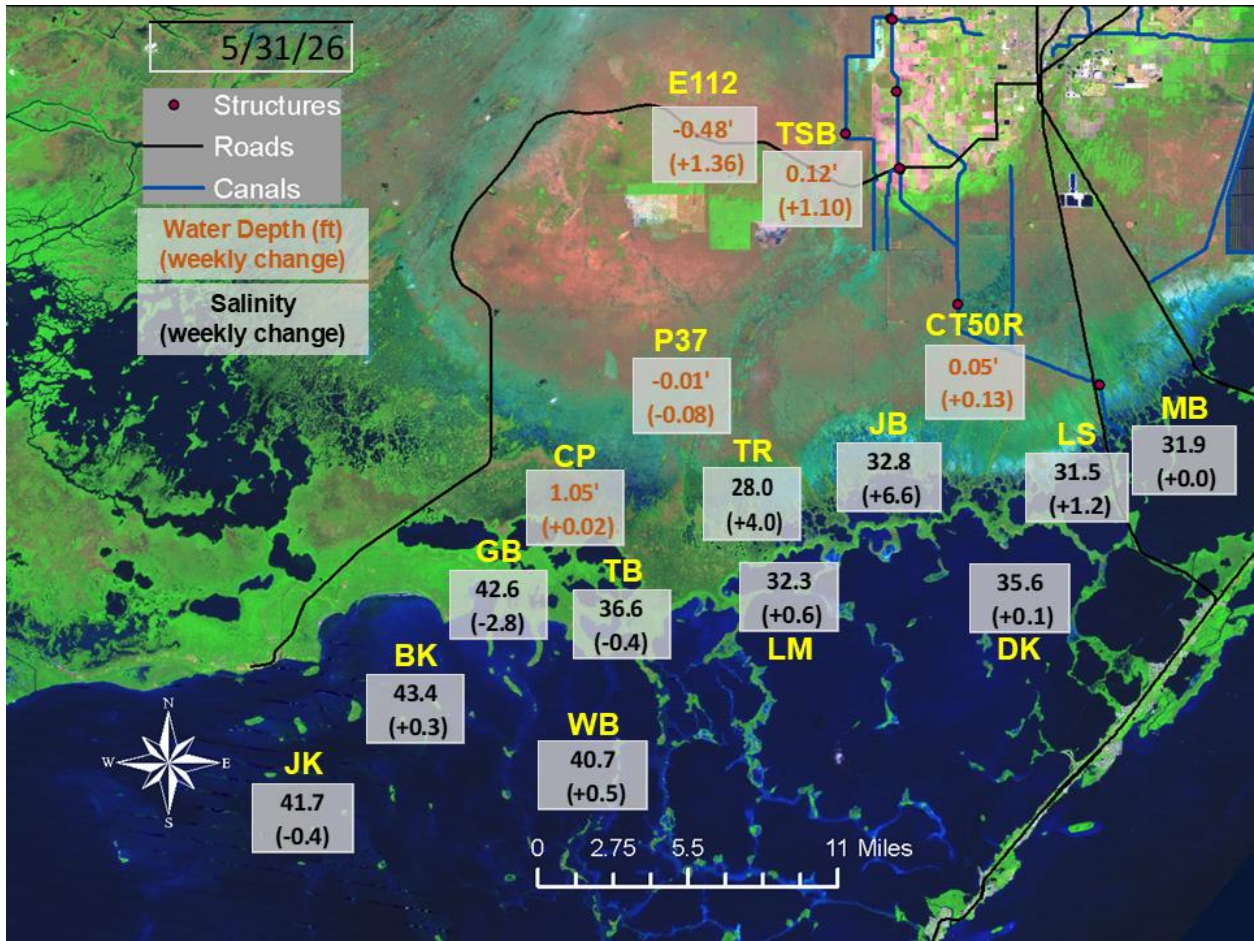 5/31/26
Structures
Roads
Canals
Water Depth (ft)
(weekly change)
Salinity
(weekly change)
E112
-0.48'
(+1.36)
TSB
0.12'
(+1.10)
P37
-0.01'
(-0.08)
CT50R
0.05'
(+0.13)
CP
1.05'
(+0.02)
TR
28.0
(+4.0)
JB
32.8
(+6.6)
LS
31.5
(+1.2)
MB
31.9
(+0.0)
GB
42.6
(-2.8)
TB
36.6
(-0.4)
32.3
(+0.6)
LM
35.6
(+0.1)
DK
BK
43.4
(+0.3)
WB
40.7
(+0.5)
JK
41.7
(-0.4)
N
W
E
S
0 2.75 5.5 11 Miles